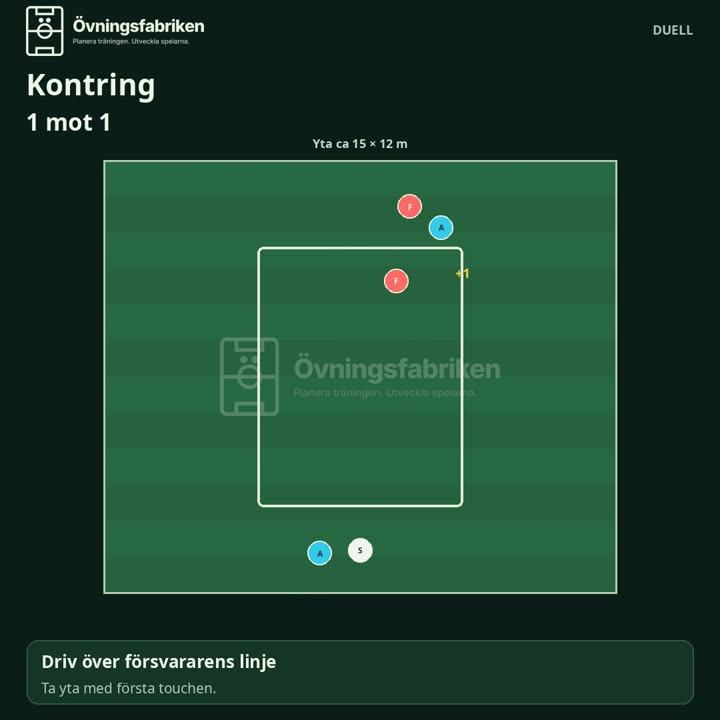 Övningsfabriken
Planera träningen. Utveckla spelarna.
DUELL
Kontring
1 mot 1
Yta ca 15 × 12 m
F
A
F
+1
Övningsfabriken
Planera träningen. Utveckla spelarna.
A
S
Driv över försvararens linje
Ta yta med första touchen.